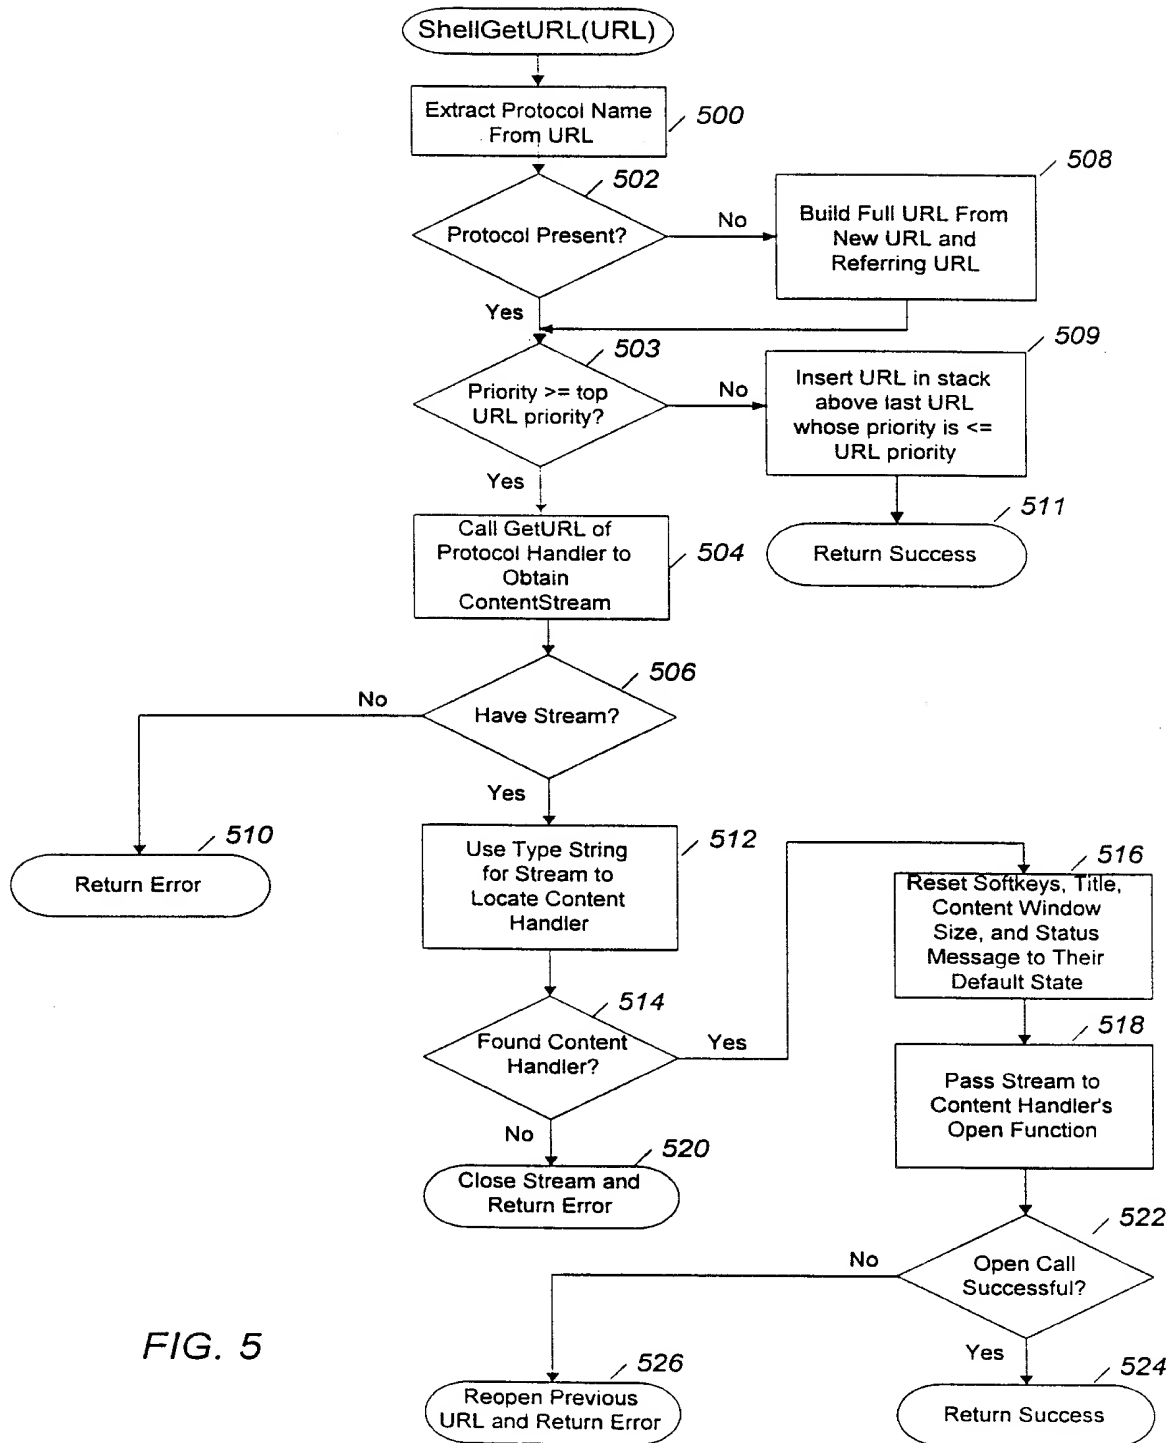 ShellGetURL(URL)
Extract Protocol Name
From URL
500
502
Protocol Present?
No
508
Build Full URL From
New URL and
Referring URL
Yes
503
Priority >= top
URL priority?
No
509
Insert URL in stack
above last URL
whose priority is <=
URL priority
Yes
511
Return Success
Call GetURL of
Protocol Handler to
Obtain
ContentStream
504
506
No
Have Stream?
Yes
510
Return Error
512
Use Type String
for Stream to
Locate Content
Handler
516
Reset Softkeys, Title,
Content Window
Size, and Status
Message to Their
Default State
514
Found Content
Handler?
Yes
518
Pass Stream to
Content Handler's
Open Function
No
520
Close Stream and
Return Error
522
No
Open Call
Successful?
Yes
FIG. 5
526
Reopen Previous
URL and Return Error
524
Return Success